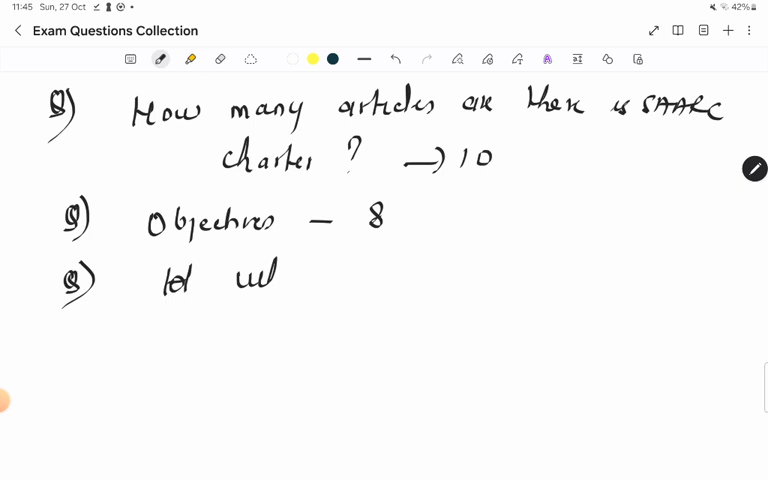 11:45 Sun, 27 Oct 42%
Exam Questions Collection
Q) How many articles are there is SAARC
charter ? → 10
Q) Objectives - 8
Q)